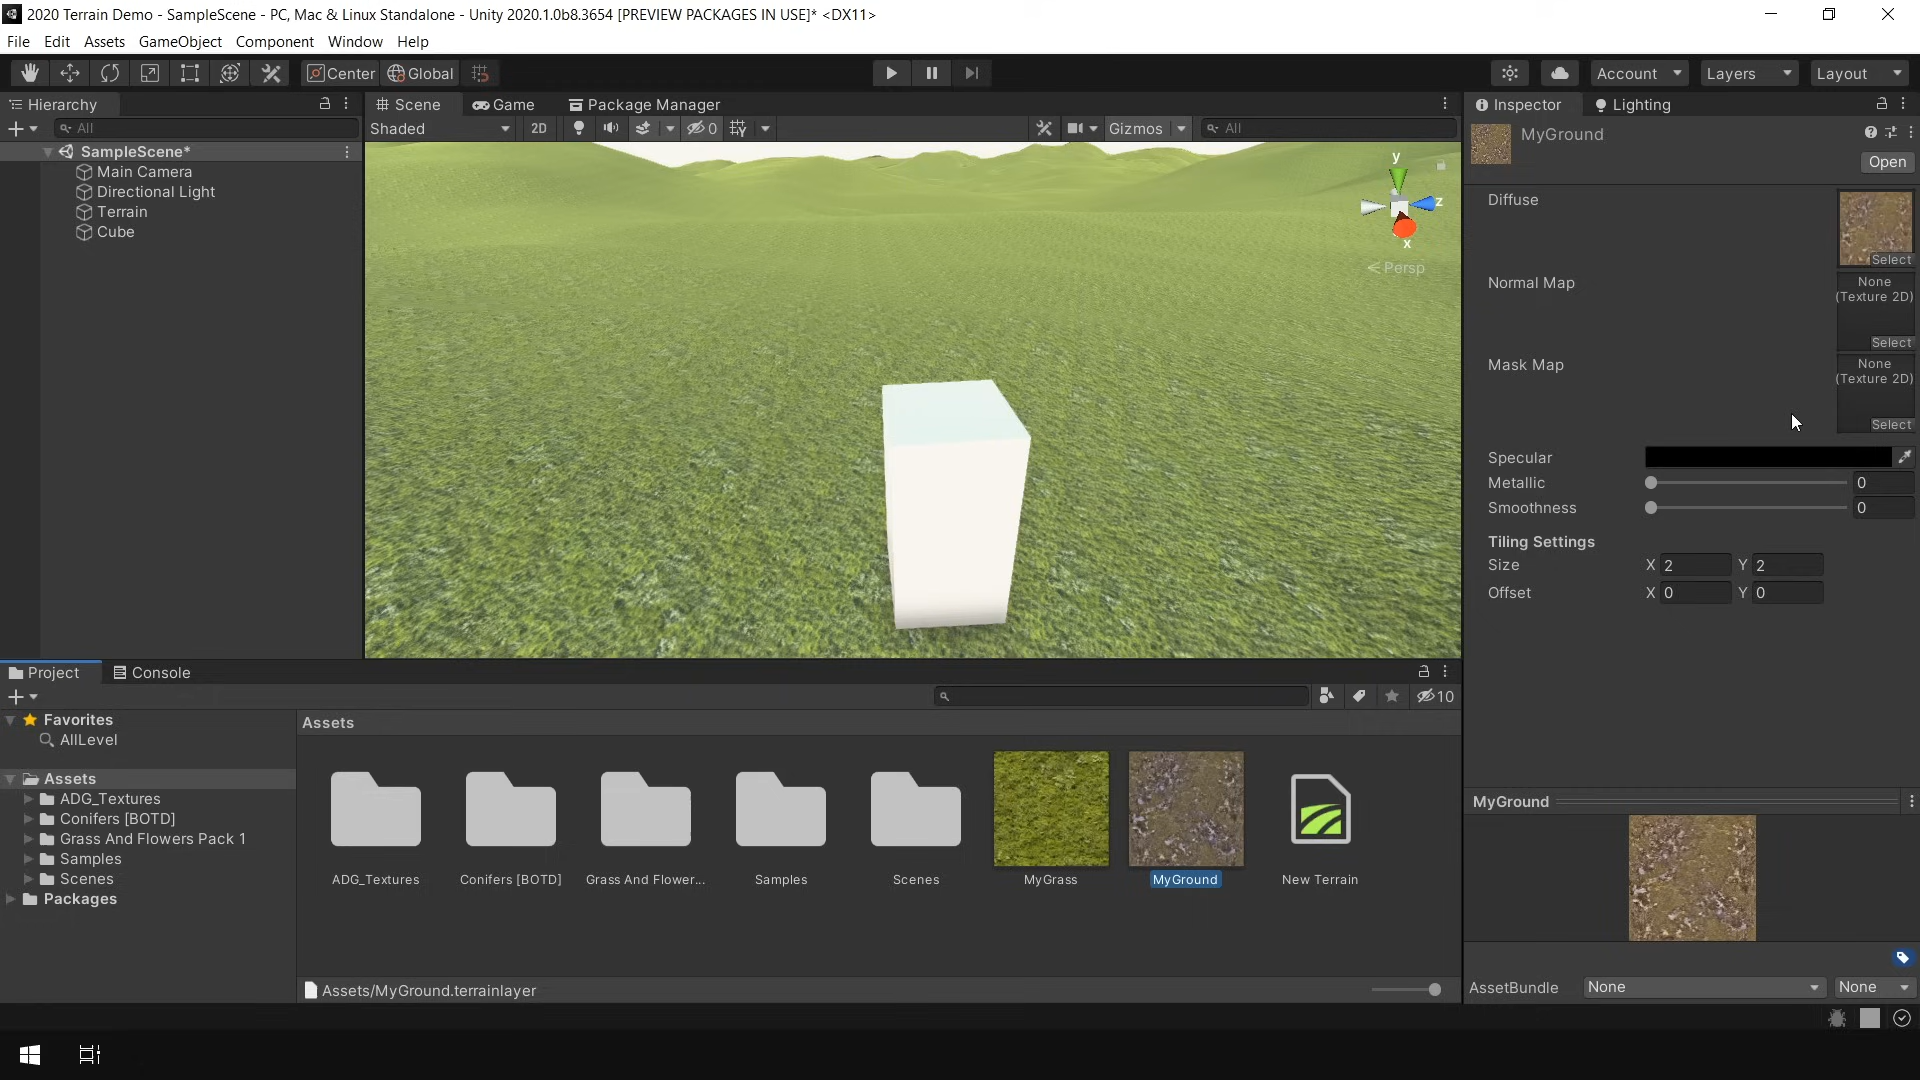 2020 Terrain Demo - SampleScene - PC, Mac & Linux Standalone - Unity 2020.1.0b8.3654 [PREVIEW PACKAGES IN USE]* <DX11>
File Edit Assets GameObject Component Window Help
Center Global Account Layers Layout
Hierarchy
All
SampleScene*
Main Camera
Directional Light
Terrain
Cube
Scene Game Package Manager
Shaded 2D 0 Gizmos All
y
z
x
Persp
Inspector Lighting
MyGround
Open
Diffuse
Select
Normal Map
None
(Texture 2D)
Select
Mask Map
None
(Texture 2D)
Select
Specular
Metallic 0
Smoothness 0
Tiling Settings
Size X 2 Y 2
Offset X 0 Y 0
Project Console
10
Favorites
AllLevel
Assets
ADG_Textures
Conifers [BOTD]
Grass And Flowers Pack 1
Samples
Scenes
Packages
Assets
ADG_Textures Conifers [BOTD] Grass And Flower... Samples Scenes MyGrass MyGround New Terrain
Assets/MyGround.terrainlayer
MyGround
AssetBundle None None